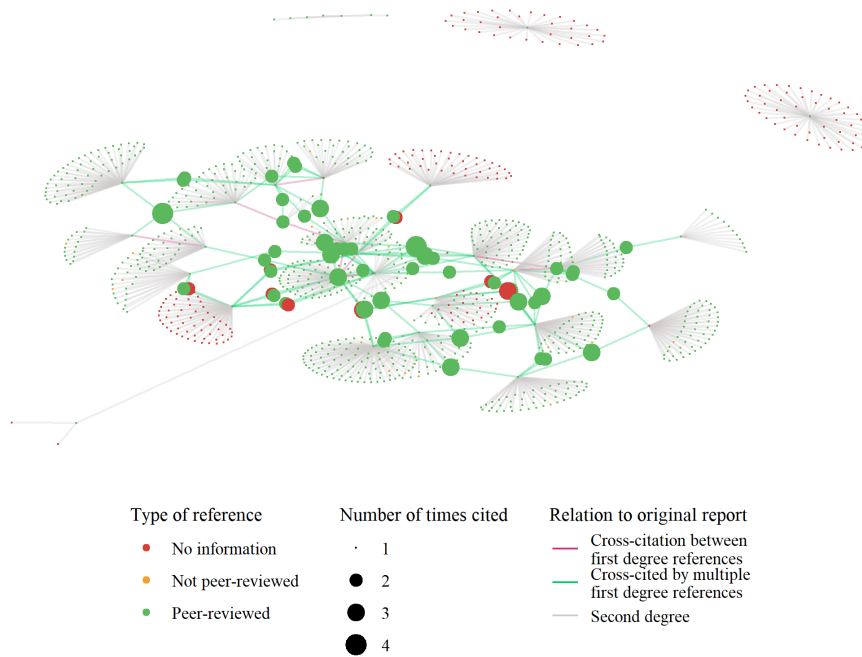 Type of reference
No information
Not peer-reviewed
Peer-reviewed
Number of times cited
1
2
3
4
Relation to original report
Cross-citation between
first degree references
Cross-cited by multiple
first degree references
Second degree